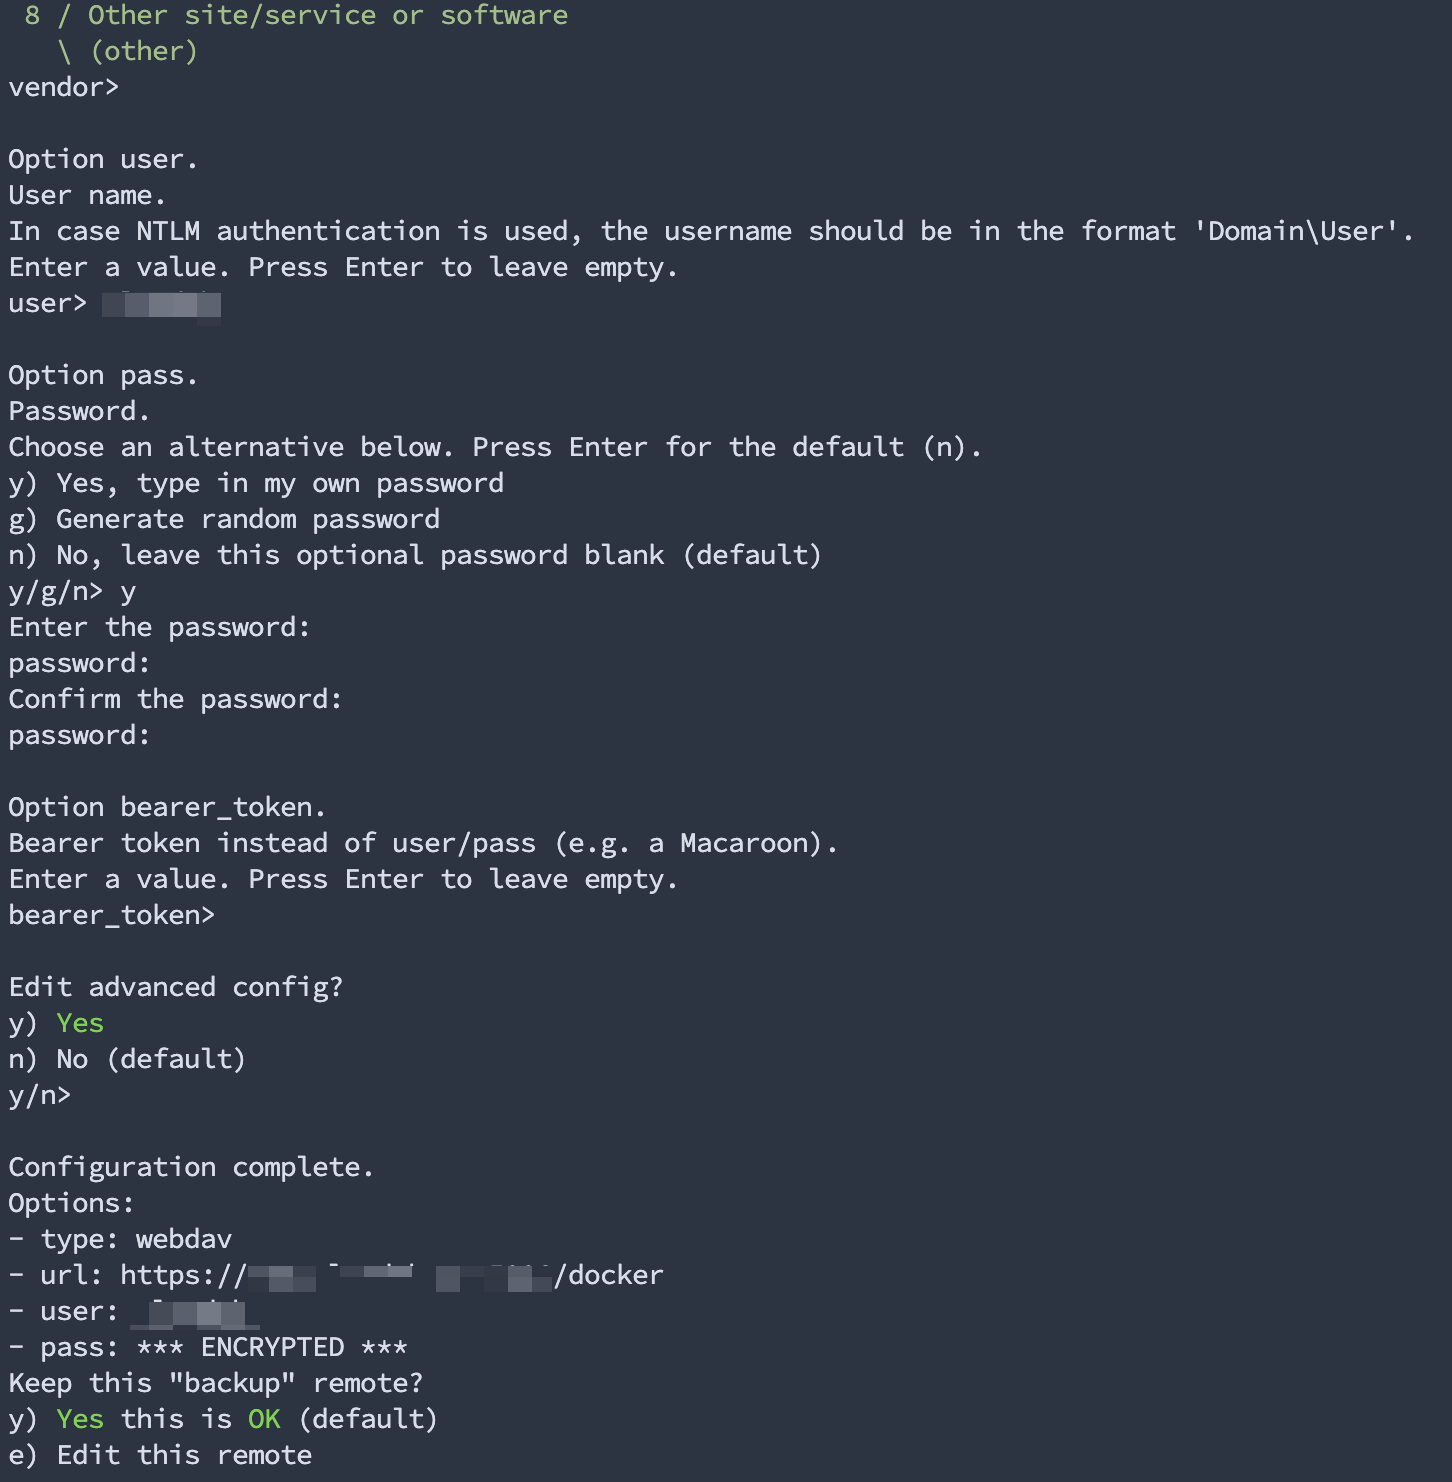 8 / Other site/service or software
\ (other)
vendor>
Option user.
User name.
In case NTLM authentication is used, the username should be in the format 'Domain\User'.
Enter a value. Press Enter to leave empty.
user>
Option pass.
Password.
Choose an alternative below. Press Enter for the default (n).
y) Yes, type in my own password
g) Generate random password
n) No, leave this optional password blank (default)
y/g/n> y
Enter the password:
password:
Confirm the password:
password:
Option bearer_token.
Bearer token instead of user/pass (e.g. a Macaroon).
Enter a value. Press Enter to leave empty.
bearer_token>
Edit advanced config?
y) Yes
n) No (default)
y/n>
Configuration complete.
Options:
- type: webdav
- url: https:// /docker
- user:
- pass: *** ENCRYPTED ***
Keep this "backup" remote?
y) Yes this is OK (default)
e) Edit this remote